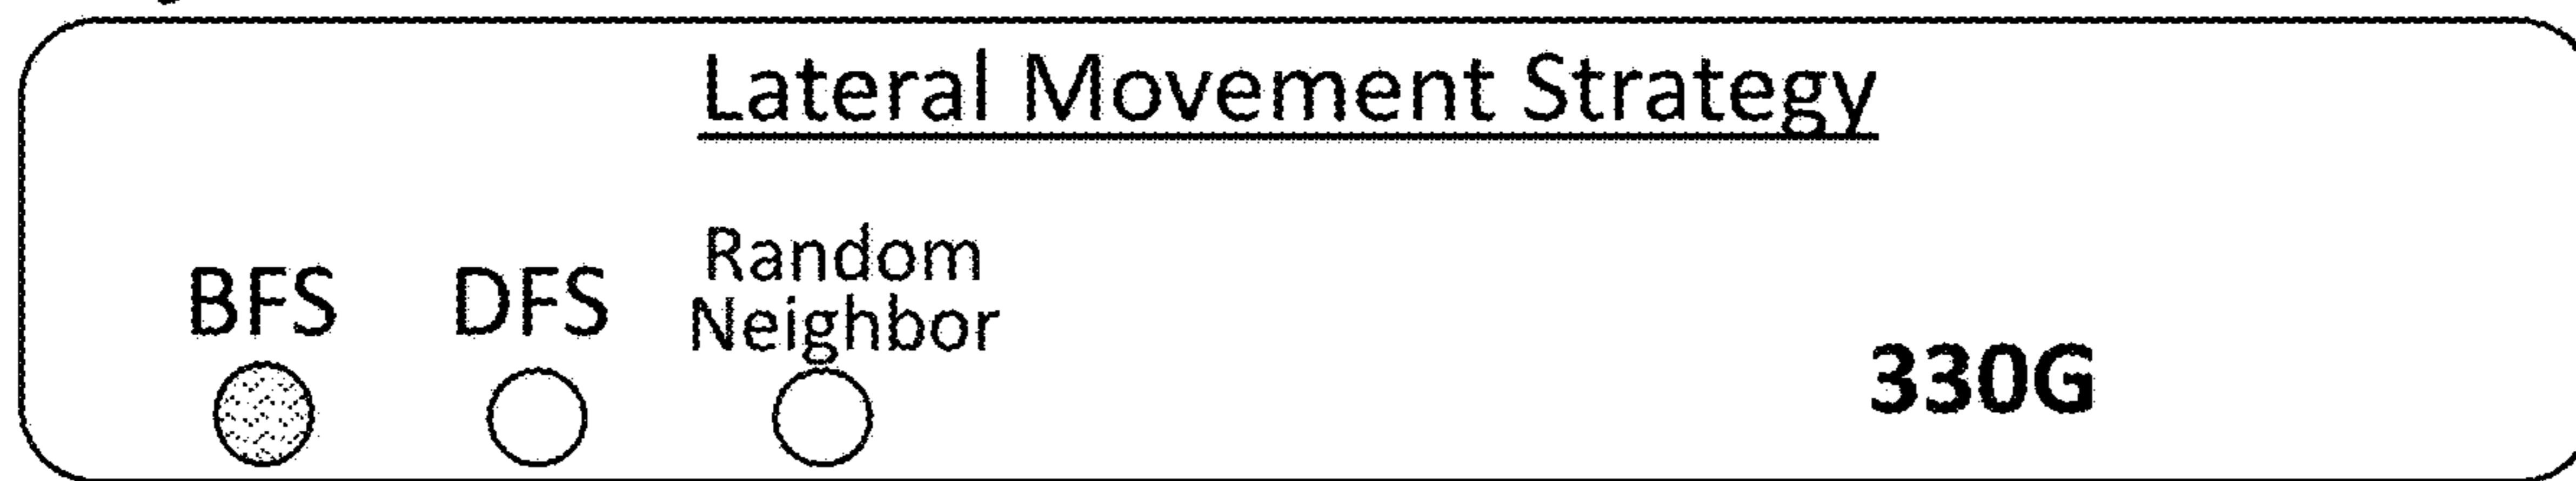 Lateral Movement Strategy
BFS DFS Random Neighbor
330G